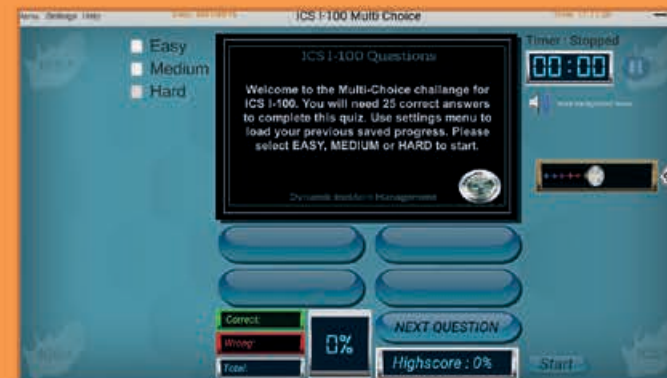 ICS I-100 Multi Choice
Easy
Medium
Hard
ICS I-100 Questions
Welcome to the Multi-Choice challange for
ICS I-100. You will need 25 correct answers
to complete this quiz. Use settings menu to
load your previous saved progress. Please
select EASY, MEDIUM or HARD to start.
Timer : Stopped
00:00
Correct:
Wrong:
Total:
0%
NEXT QUESTION
Highscore : 0%
Start